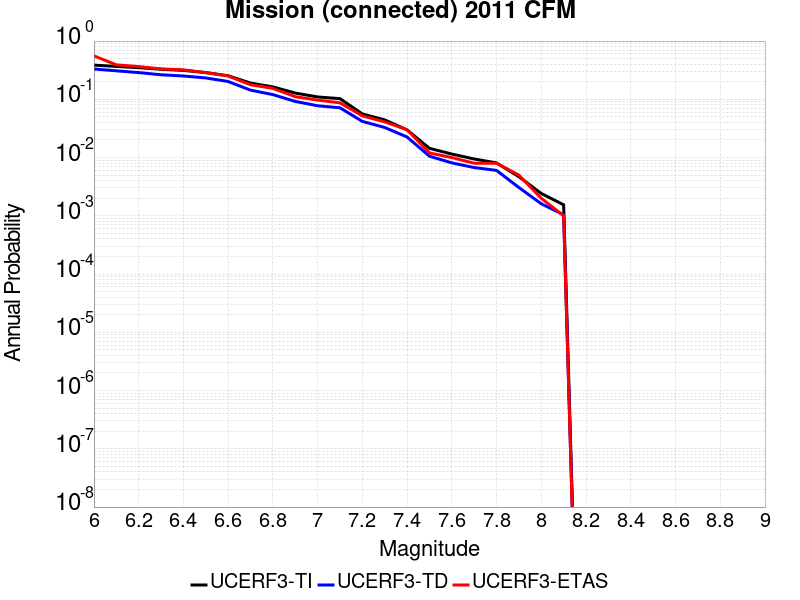 Mission (connected) 2011 CFM
10^0
10^-1
10^-2
10^-3
10^-4
10^-5
10^-6
10^-7
10^-8
Annual Probability
6 6.2 6.4 6.6 6.8 7 7.2 7.4 7.6 7.8 8 8.2 8.4 8.6 8.8 9
Magnitude
UCERF3-TI UCERF3-TD UCERF3-ETAS